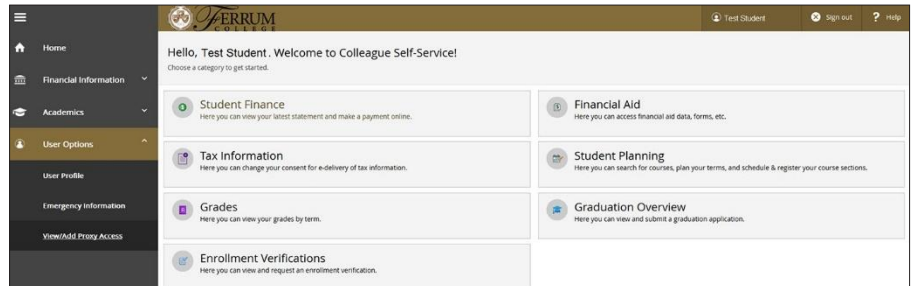 FERRUM
COLLEGE
Test Student
Sign out
? Help
Home
Financial Information
Academics
User Options
User Profile
Emergency Information
View/Add Proxy Access
Hello, Test Student. Welcome to Colleague Self-Service!
Choose a category to get started.
Student Finance
Here you can view your latest statement and make a payment online.
Financial Aid
Here you can access financial aid data, forms, etc.
Tax Information
Here you can change your consent for e-delivery of tax information.
Student Planning
Here you can search for courses, plan your terms, and schedule & register your course sections.
Grades
Here you can view your grades by term.
Graduation Overview
Here you can view and submit a graduation application.
Enrollment Verifications
Here you can view and request an enrollment verification.